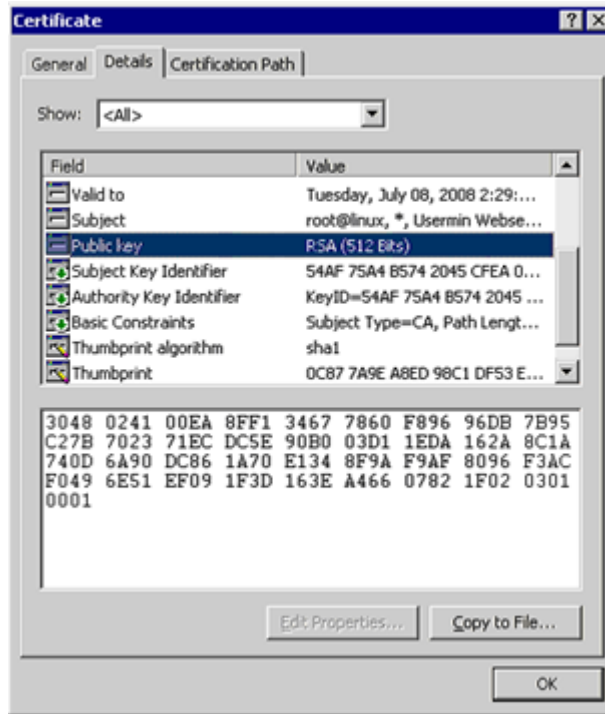 Certificate
General Details Certification Path
Show: <All>
Field Value
Valid to Tuesday, July 08, 2008 2:29:...
Subject root@linux, *, Usermin Webse...
Public key RSA (512 Bits)
Subject Key Identifier 54AF 75A4 B574 2045 CFEA 0...
Authority Key Identifier KeyID=54AF 75A4 B574 2045 ...
Basic Constraints Subject Type=CA, Path Lengt...
Thumbprint algorithm sha1
Thumbprint 0C87 7A9E A8ED 98C1 DF53 E...
3048 0241 00EA 8FF1 3467 7860 F896 96DB 7B95
C27B 7023 71EC DC5E 90B0 03D1 1EDA 162A 8C1A
740D 6A90 DC86 1A70 E134 8F9A F9AF 8096 F3AC
F049 6E51 EF09 1F3D 163E A466 0782 1F02 0301
0001
Edit Properties... Copy to File...
OK